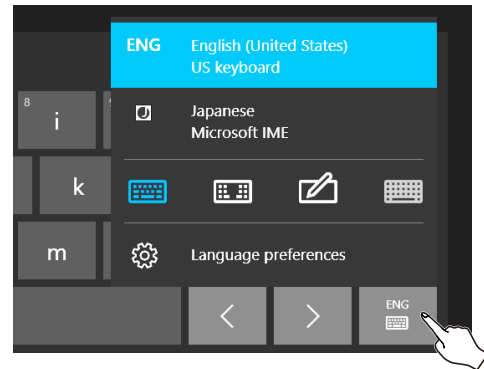 ENG English (United States)
US keyboard
J Japanese
Microsoft IME
8
i
k
m
Language preferences
ENG